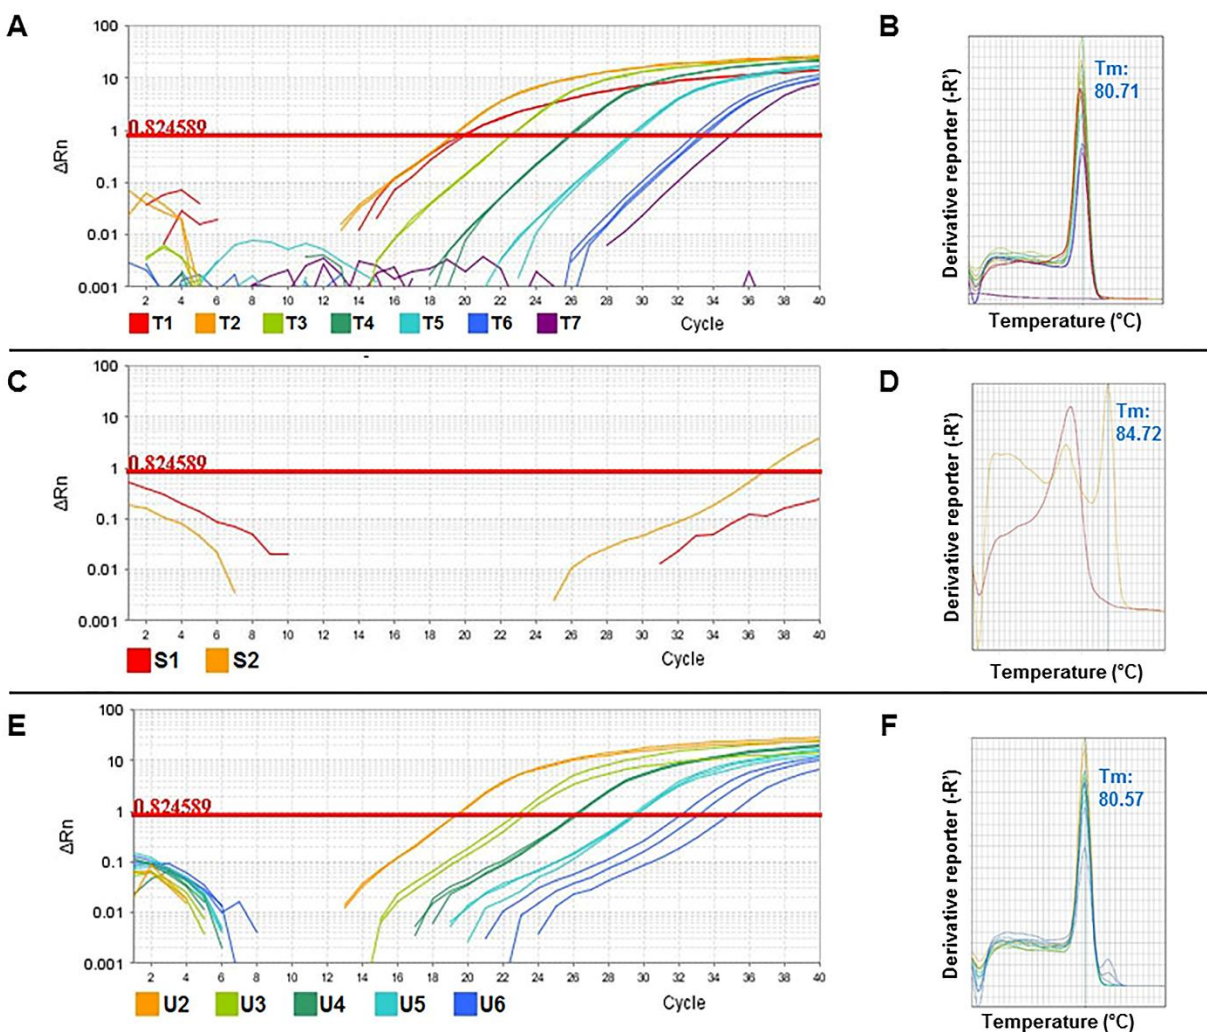 A
100
10
1
0.1
0.01
0.001
0.824589
ΔRn
2 4 6 8 10 12 14 16 18 20 22 24 26 28 30 32 34 36 38 40
T1 T2 T3 T4 T5 T6 T7 Cycle
B
Derivative reporter (-R’)
Tm:
80.71
Temperature (°C)
C
100
10
1
0.1
0.01
0.001
0.824589
ΔRn
2 4 6 8 10 12 14 16 18 20 22 24 26 28 30 32 34 36 38 40
S1 S2 Cycle
D
Derivative reporter (-R’)
Tm:
84.72
Temperature (°C)
E
100
10
1
0.1
0.01
0.001
0.824589
ΔRn
2 4 6 8 10 12 14 16 18 20 22 24 26 28 30 32 34 36 38 40
U2 U3 U4 U5 U6 Cycle
F
Derivative reporter (-R’)
Tm:
80.57
Temperature (°C)